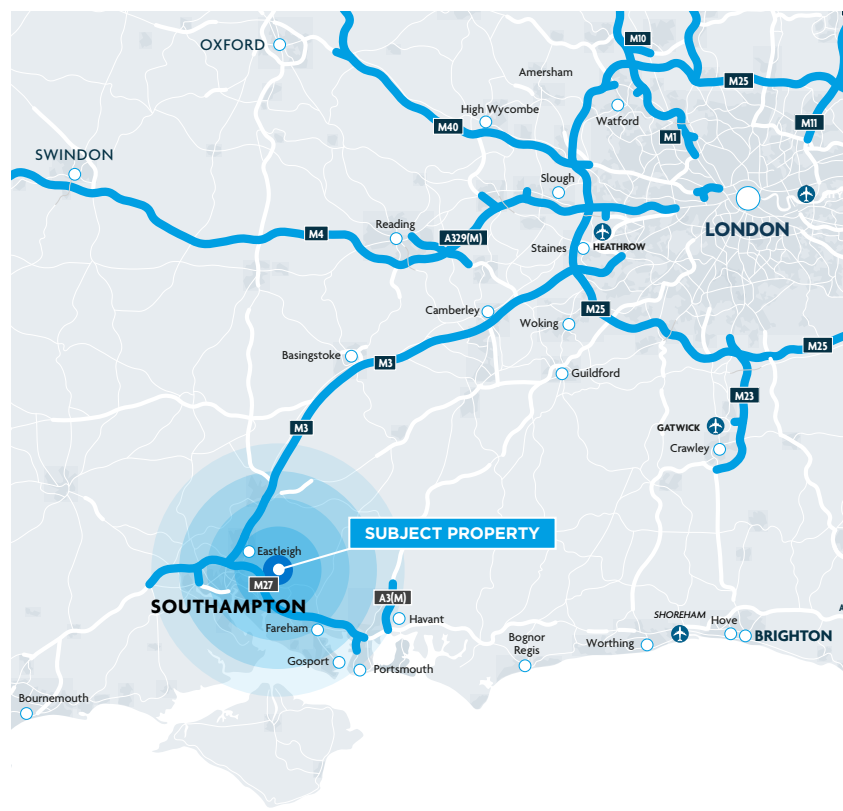 M10
OXFORD
Amersham
M25
High Wycombe
Watford
M11
M40
M1
SWINDON
Slough
Reading
M4
A329(M)
LONDON
Staines
HEATHROW
Camberley
M25
Woking
M25
Basingstoke
M3
Guildford
M23
M3
GATWICK
Crawley
SUBJECT PROPERTY
Eastleigh
M27
A3(M)
SOUTHAMPTON
Havant
SHOREHAM
Hove
Fareham
BRIGHTON
Bognor
Regis
Worthing
Gosport
Portsmouth
Bournemouth